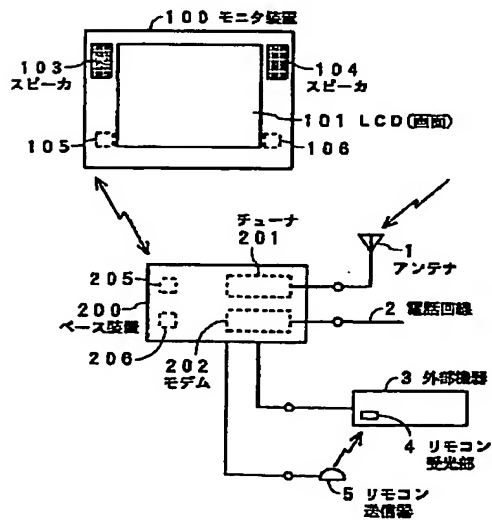 100 モニタ装置
103
スピーカ
104
スピーカ
101 LCD(画面)
105
106
チューナ
201
1
アンテナ
205
200
ベース装置
206
202
モデム
2 電話回線
3 外部機器
4 リモコン
受光部
5 リモコン
送信器